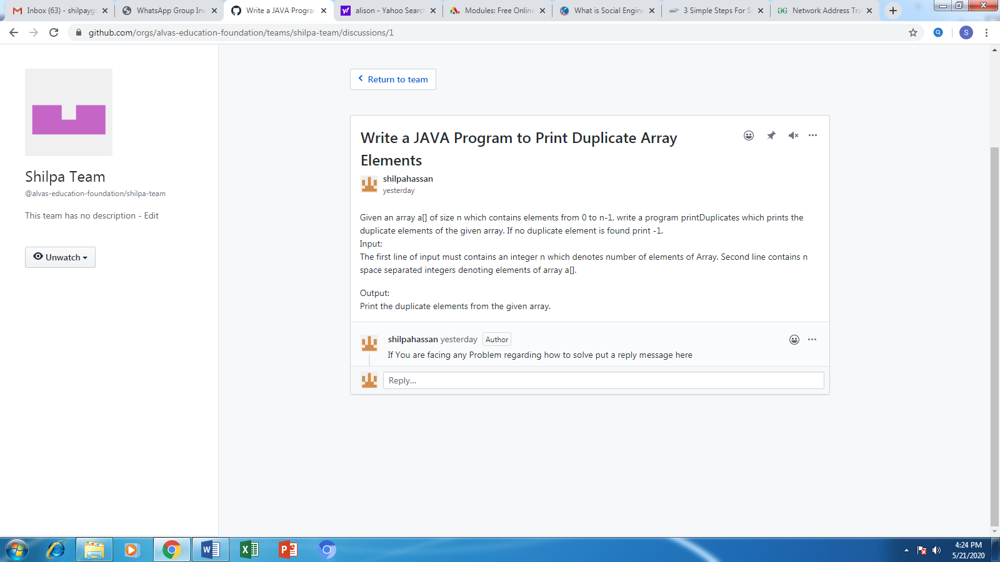 Inbox (63) - shilpayg
WhatsApp Group Inv
Write a JAVA Progra
alison - Yahoo Search
Modules: Free Online
What is Social Engine
3 Simple Steps For S
Network Address Tra
github.com/orgs/alvas-education-foundation/teams/shilpa-team/discussions/1
S
Return to team
Shilpa Team
@alvas-education-foundation/shilpa-team
This team has no description - Edit
Unwatch
Write a JAVA Program to Print Duplicate Array
Elements
shilpahassan
yesterday
Given an array a[] of size n which contains elements from 0 to n-1, write a program printDuplicates which prints the
duplicate elements of the given array. If no duplicate element is found print -1.
Input:
The first line of input must contains an integer n which denotes number of elements of Array. Second line contains n
space separated integers denoting elements of array a[].
Output:
Print the duplicate elements from the given array.
shilpahassan yesterday Author
If You are facing any Problem regarding how to solve put a reply message here
Reply...
4:24 PM
5/21/2020